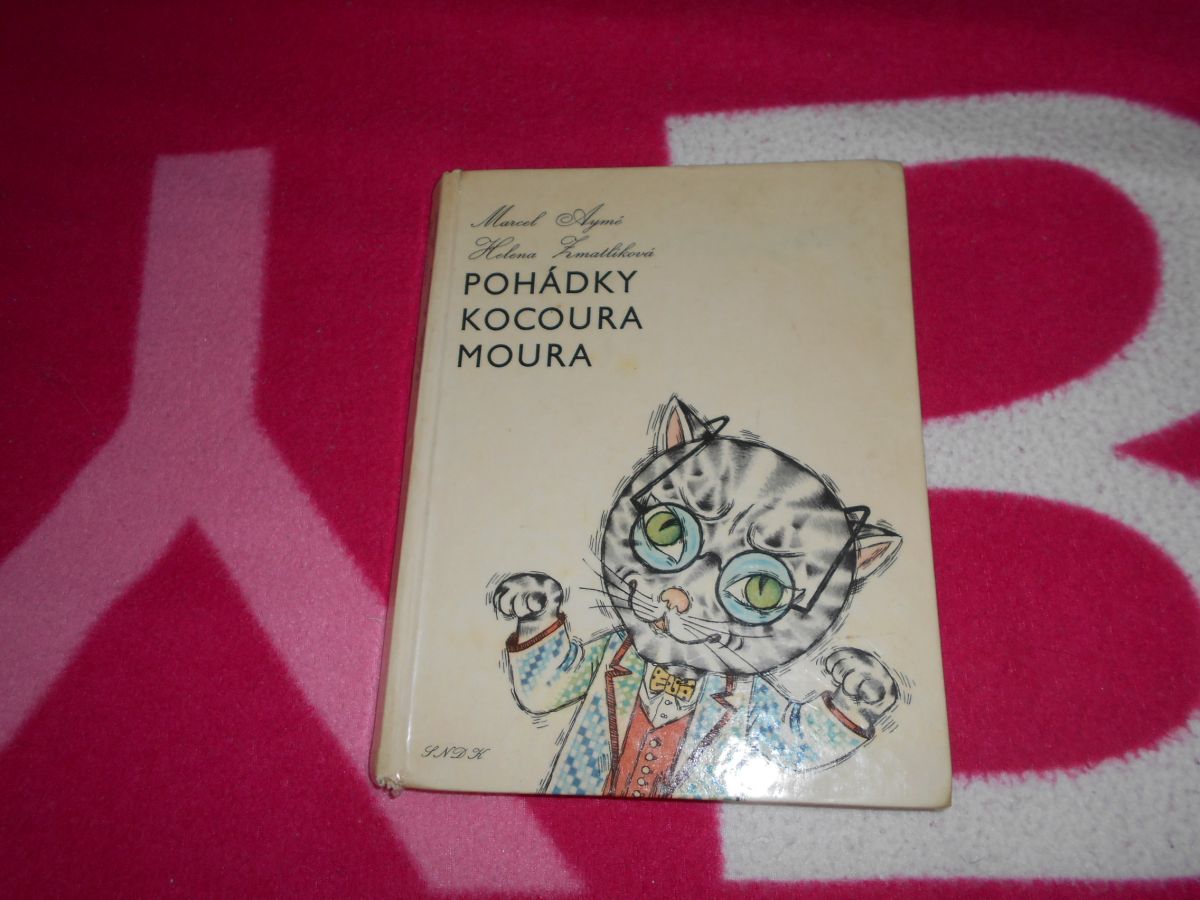 Marcel Aymé
Helena Zmatlíková
POHÁDKY
KOCOURA
MOURA
SNDK